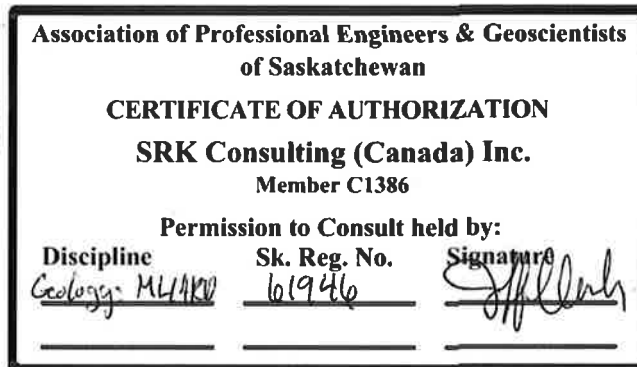 Association of Professional Engineers & Geoscientists
of Saskatchewan
CERTIFICATE OF AUTHORIZATION
SRK Consulting (Canada) Inc.
Member C1386
Permission to Consult held by:
Discipline Sk. Reg. No. Signature
Geology: 61946